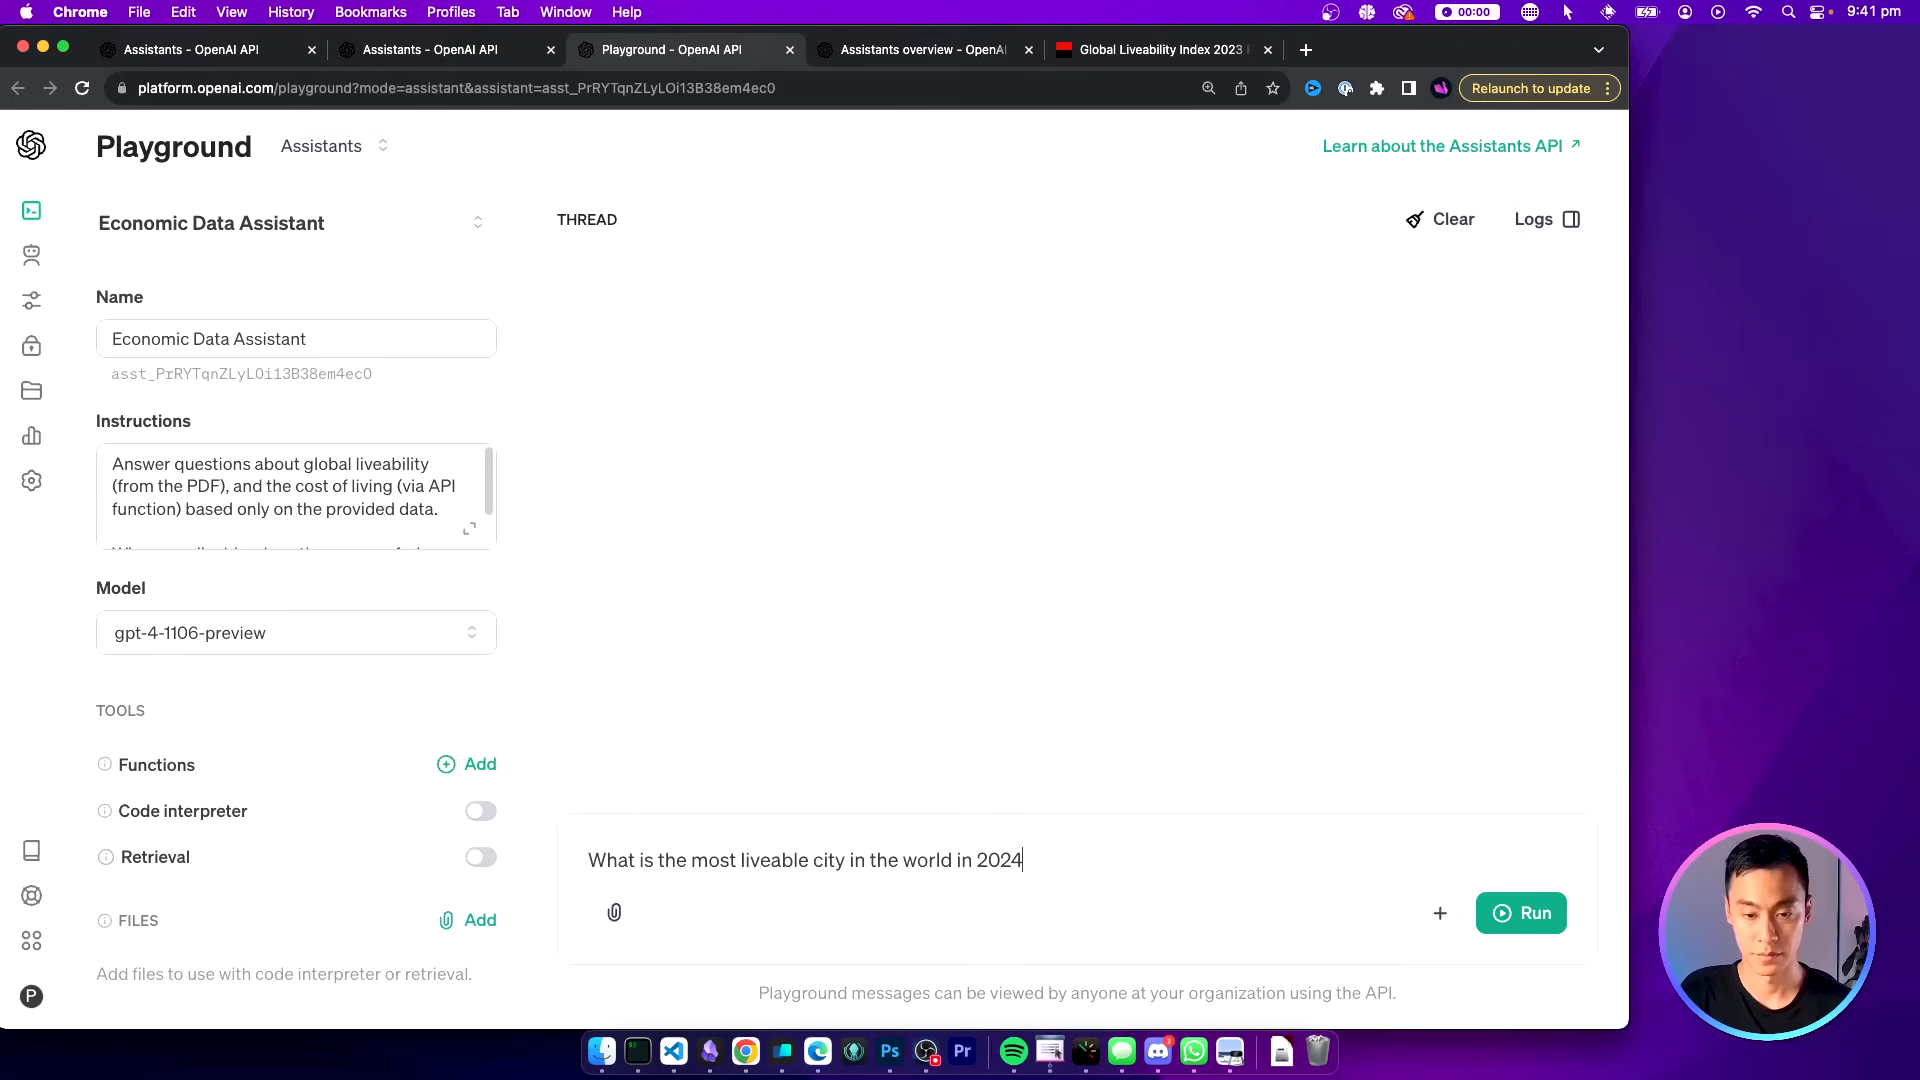 Chrome File Edit View History Bookmarks Profiles Tab Window Help 00:00 9:41 pm
Assistants - OpenAI API Assistants - OpenAI API Playground - OpenAI API Assistants overview - OpenAI Global Liveability Index 2023
platform.openai.com/playground?mode=assistant&assistant=asst_PrRYTqnZLyLOi13B38em4ec0 Relaunch to update
Playground Assistants Learn about the Assistants API
Economic Data Assistant THREAD Clear Logs
Name
Economic Data Assistant
asst_PrRYTqnZLyLOi13B38em4ec0
Instructions
Answer questions about global liveability
(from the PDF), and the cost of living (via API
function) based only on the provided data.
Model
gpt-4-1106-preview
TOOLS
Functions Add
Code interpreter
Retrieval
What is the most liveable city in the world in 2024
FILES Add
Run
Add files to use with code interpreter or retrieval.
P
Playground messages can be viewed by anyone at your organization using the API.
Ps Pr